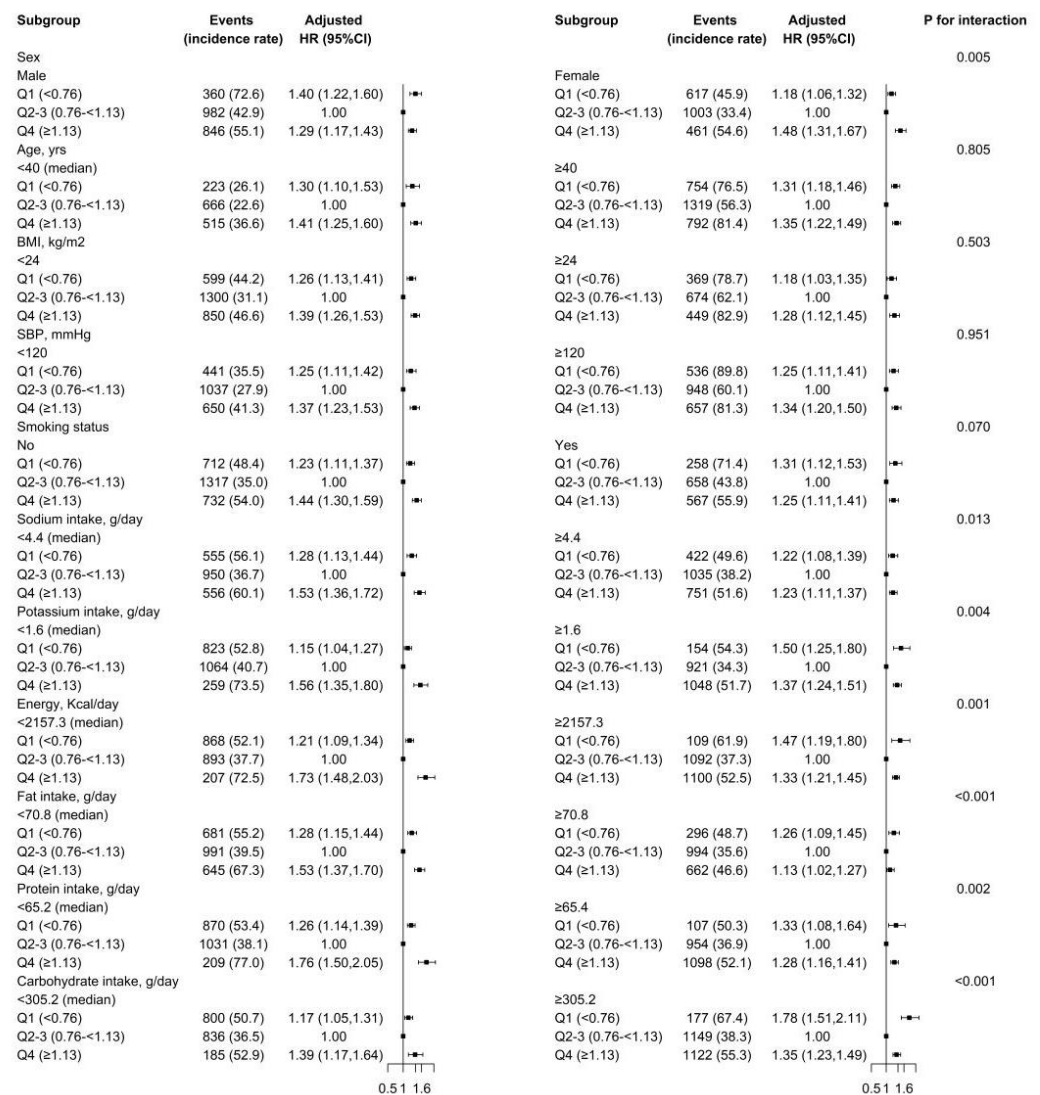 Subgroup Events Adjusted Subgroup Events Adjusted P for interaction
(incidence rate) HR (95%CI) (incidence rate) HR (95%CI)
Sex 0.005
Male Female
Q1 (<0.76) 360 (72.6) 1.40 (1.22,1.60) Q1 (<0.76) 617 (45.9) 1.18 (1.06,1.32)
Q2-3 (0.76-<1.13) 982 (42.9) 1.00 Q2-3 (0.76-<1.13) 1003 (33.4) 1.00
Q4 (≥1.13) 846 (55.1) 1.29 (1.17,1.43) Q4 (≥1.13) 461 (54.6) 1.48 (1.31,1.67)
Age, yrs 0.805
<40 (median) ≥40
Q1 (<0.76) 223 (26.1) 1.30 (1.10,1.53) Q1 (<0.76) 754 (76.5) 1.31 (1.18,1.46)
Q2-3 (0.76-<1.13) 666 (22.6) 1.00 Q2-3 (0.76-<1.13) 1319 (56.3) 1.00
Q4 (≥1.13) 515 (36.6) 1.41 (1.25,1.60) Q4 (≥1.13) 792 (81.4) 1.35 (1.22,1.49)
BMI, kg/m2 0.503
<24 ≥24
Q1 (<0.76) 599 (44.2) 1.26 (1.13,1.41) Q1 (<0.76) 369 (78.7) 1.18 (1.03,1.35)
Q2-3 (0.76-<1.13) 1300 (31.1) 1.00 Q2-3 (0.76-<1.13) 674 (62.1) 1.00
Q4 (≥1.13) 850 (46.6) 1.39 (1.26,1.53) Q4 (≥1.13) 449 (82.9) 1.28 (1.12,1.45)
SBP, mmHg 0.951
<120 ≥120
Q1 (<0.76) 441 (35.5) 1.25 (1.11,1.42) Q1 (<0.76) 536 (89.8) 1.25 (1.11,1.41)
Q2-3 (0.76-<1.13) 1037 (27.9) 1.00 Q2-3 (0.76-<1.13) 948 (60.1) 1.00
Q4 (≥1.13) 650 (41.3) 1.37 (1.23,1.53) Q4 (≥1.13) 657 (81.3) 1.34 (1.20,1.50)
Smoking status 0.070
No Yes
Q1 (<0.76) 712 (48.4) 1.23 (1.11,1.37) Q1 (<0.76) 258 (71.4) 1.31 (1.12,1.53)
Q2-3 (0.76-<1.13) 1317 (35.0) 1.00 Q2-3 (0.76-<1.13) 658 (43.8) 1.00
Q4 (≥1.13) 732 (54.0) 1.44 (1.30,1.59) Q4 (≥1.13) 567 (55.9) 1.25 (1.11,1.41)
Sodium intake, g/day 0.013
<4.4 (median) ≥4.4
Q1 (<0.76) 555 (56.1) 1.28 (1.13,1.44) Q1 (<0.76) 422 (49.6) 1.22 (1.08,1.39)
Q2-3 (0.76-<1.13) 950 (36.7) 1.00 Q2-3 (0.76-<1.13) 1035 (38.2) 1.00
Q4 (≥1.13) 556 (60.1) 1.53 (1.36,1.72) Q4 (≥1.13) 751 (51.6) 1.23 (1.11,1.37)
Potassium intake, g/day 0.004
<1.6 (median) ≥1.6
Q1 (<0.76) 823 (52.8) 1.15 (1.04,1.27) Q1 (<0.76) 154 (54.3) 1.50 (1.25,1.80)
Q2-3 (0.76-<1.13) 1064 (40.7) 1.00 Q2-3 (0.76-<1.13) 921 (34.3) 1.00
Q4 (≥1.13) 259 (73.5) 1.56 (1.35,1.80) Q4 (≥1.13) 1048 (51.7) 1.37 (1.24,1.51)
Energy, Kcal/day 0.001
<2157.3 (median) ≥2157.3
Q1 (<0.76) 868 (52.1) 1.21 (1.09,1.34) Q1 (<0.76) 109 (61.9) 1.47 (1.19,1.80)
Q2-3 (0.76-<1.13) 893 (37.7) 1.00 Q2-3 (0.76-<1.13) 1092 (37.3) 1.00
Q4 (≥1.13) 207 (72.5) 1.73 (1.48,2.03) Q4 (≥1.13) 1100 (52.5) 1.33 (1.21,1.45)
Fat intake, g/day <0.001
<70.8 (median) ≥70.8
Q1 (<0.76) 681 (55.2) 1.28 (1.15,1.44) Q1 (<0.76) 296 (48.7) 1.26 (1.09,1.45)
Q2-3 (0.76-<1.13) 991 (39.5) 1.00 Q2-3 (0.76-<1.13) 994 (35.6) 1.00
Q4 (≥1.13) 645 (67.3) 1.53 (1.37,1.70) Q4 (≥1.13) 662 (46.6) 1.13 (1.02,1.27)
Protein intake, g/day 0.002
<65.2 (median) ≥65.4
Q1 (<0.76) 870 (53.4) 1.26 (1.14,1.39) Q1 (<0.76) 107 (50.3) 1.33 (1.08,1.64)
Q2-3 (0.76-<1.13) 1031 (38.1) 1.00 Q2-3 (0.76-<1.13) 954 (36.9) 1.00
Q4 (≥1.13) 209 (77.0) 1.76 (1.50,2.05) Q4 (≥1.13) 1098 (52.1) 1.28 (1.16,1.41)
Carbohydrate intake, g/day <0.001
<305.2 (median) ≥305.2
Q1 (<0.76) 800 (50.7) 1.17 (1.05,1.31) Q1 (<0.76) 177 (67.4) 1.78 (1.51,2.11)
Q2-3 (0.76-<1.13) 836 (36.5) 1.00 Q2-3 (0.76-<1.13) 1149 (38.3) 1.00
Q4 (≥1.13) 185 (52.9) 1.39 (1.17,1.64) Q4 (≥1.13) 1122 (55.3) 1.35 (1.23,1.49)
0.5 1 1.6 0.5 1 1.6